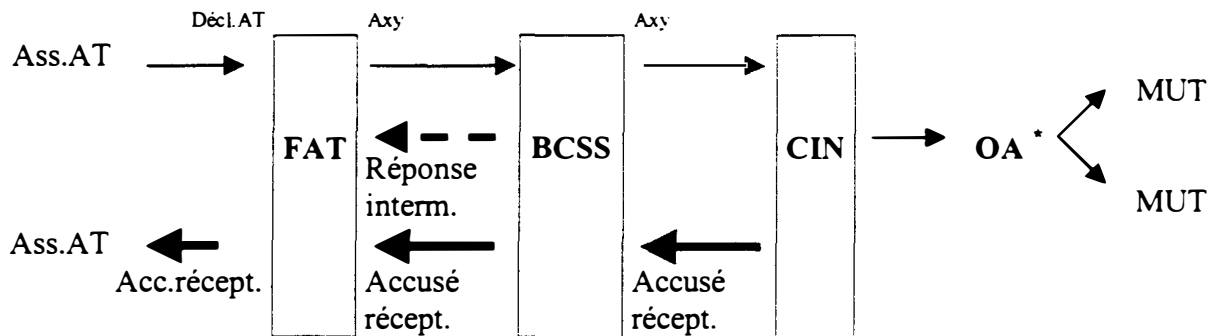 Décl.AT
Axy
Axy
Ass.AT
MUT
FAT
BCSS
CIN
OA *
Réponse
interm.
MUT
Ass.AT
Acc.récept.
Accusé
récept.
Accusé
récept.